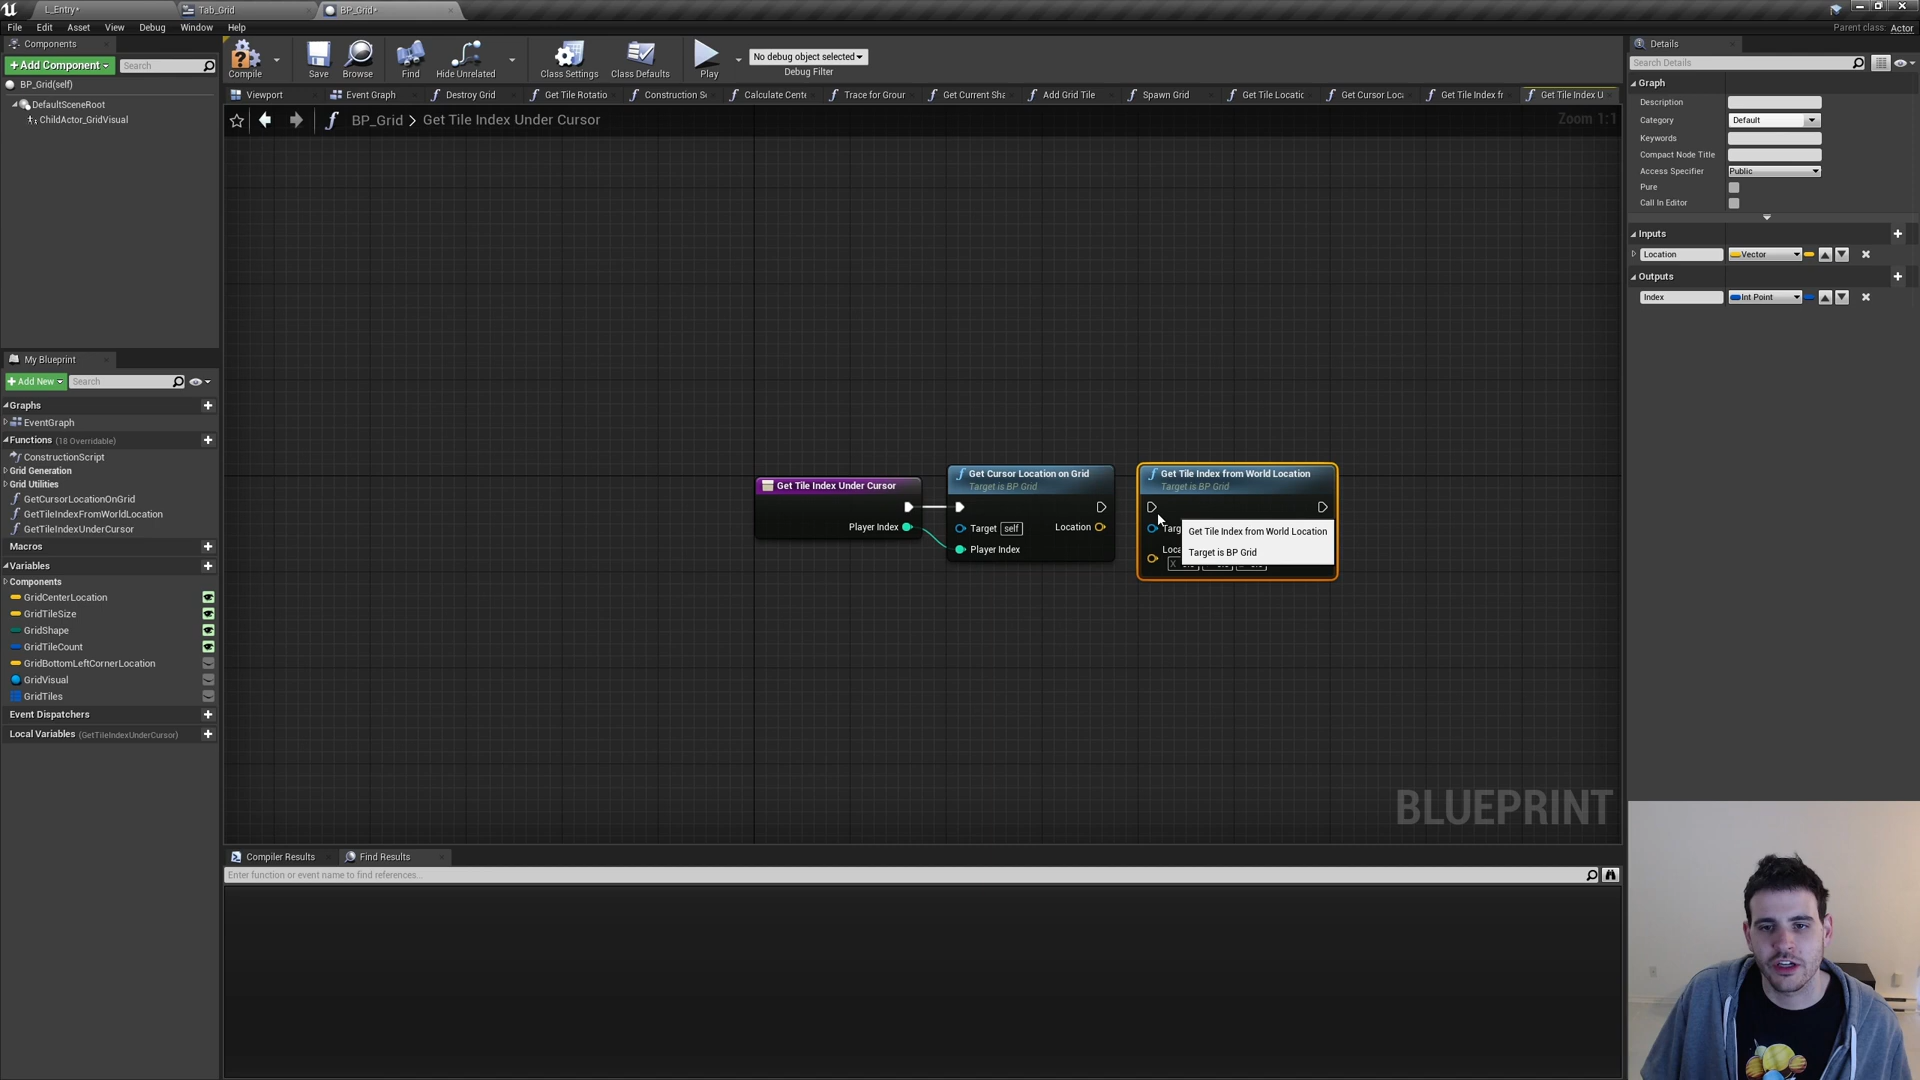 L_Entry*
Tab_Grid
BP_Grid*
File Edit Asset View Debug Window Help
Parent class: Actor
Components
+Add Component
Search
BP_Grid(self)
DefaultSceneRoot
ChildActor_GridVisual
Compile
Save
Browse
Find
Hide Unrelated
Class Settings
Class Defaults
Play
No debug object selected
Debug Filter
Viewport
Event Graph
Destroy Grid
Get Tile Rotatio
Construction S
Calculate Cent
Trace for Grour
Get Current Sha
Add Grid Tile
Spawn Grid
Get Tile Locatic
Get Cursor Loc
Get Tile Index fr
Get Tile Index U
BP_Grid > Get Tile Index Under Cursor
Zoom 1:1
Get Tile Index Under Cursor
Player Index
Get Cursor Location on Grid
Target is BP Grid
Target self
Location
Player Index
Get Tile Index from World Location
Target is BP Grid
Targ
Loca
Get Tile Index from World Location
Target is BP Grid
BLUEPRINT
My Blueprint
+Add New
Search
Graphs
EventGraph
Functions (18 Overridable)
ConstructionScript
Grid Generation
Grid Utilities
GetCursorLocationOnGrid
GetTileIndexFromWorldLocation
GetTileIndexUnderCursor
Macros
Variables
Components
GridCenterLocation
GridTileSize
GridShape
GridTileCount
GridBottomLeftCornerLocation
GridVisual
GridTiles
Event Dispatchers
Local Variables (GetTileIndexUnderCursor)
Compiler Results
Find Results
Enter function or event name to find references...
Details
Search Details
Graph
Description
Category Default
Keywords
Compact Node Title
Access Specifier Public
Pure
Call In Editor
Inputs
Location Vector
Outputs
Index Int Point